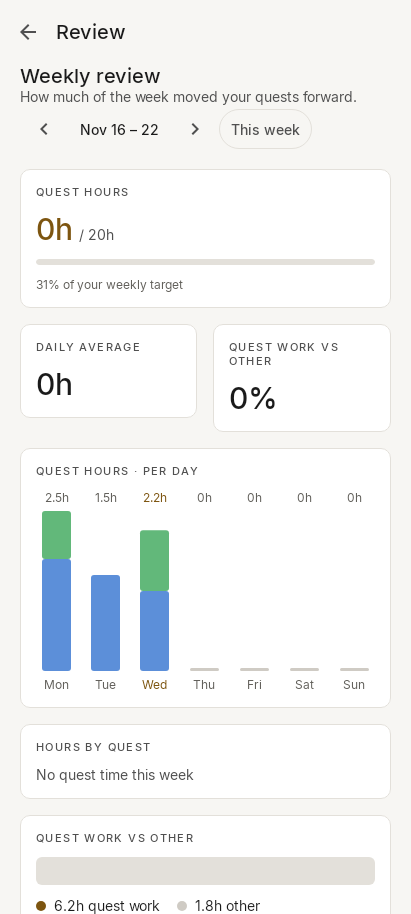 Review
Weekly review
How much of the week moved your quests forward.
Nov 16 – 22
This week
QUEST HOURS
0h / 20h
31% of your weekly target
DAILY AVERAGE
0h
QUEST WORK VS
OTHER
0%
QUEST HOURS · PER DAY
2.5h 1.5h 2.2h 0h 0h 0h 0h
Mon Tue Wed Thu Fri Sat Sun
HOURS BY QUEST
No quest time this week
QUEST WORK VS OTHER
6.2h quest work 1.8h other